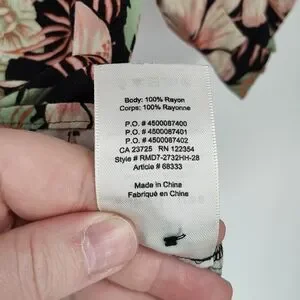 Body: 100% Rayon
Corps: 100% Rayonne
P.O. # 4500087400
P.O. # 4500087401
P.O. # 4500087402
CA 23725 RN 122354
Style # RMD7-2732HH-28
Article # 68333
Made in China
Fabriqué en Chine